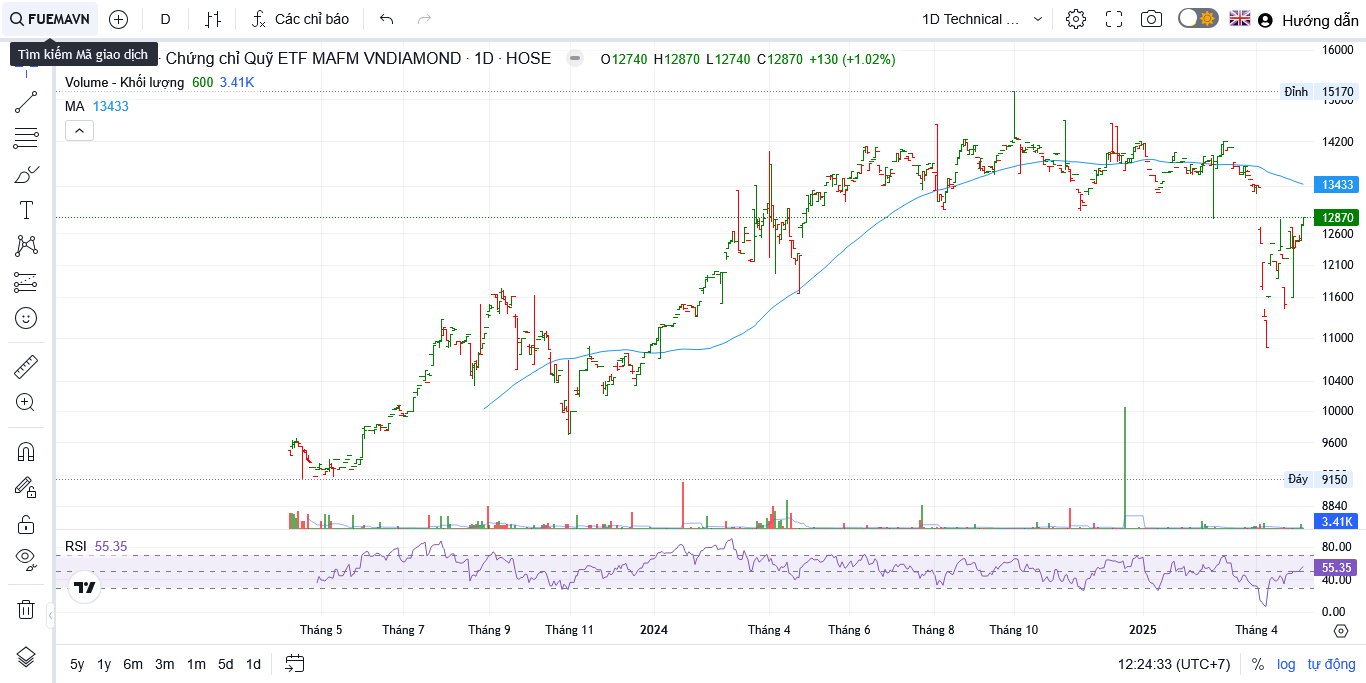 FUEMAVN D Các chỉ báo 1D Technical ... Hướng dẫn
Tìm kiếm Mã giao dịch · Chứng chỉ Quỹ ETF MAFM VNDIAMOND · 1D · HOSE O12740 H12870 L12740 C12870 +130 (+1.02%)
Volume - Khối lượng 600 3.41K
MA 13433
16000
Đỉnh 15170
15000
14200
13433
12870
12600
12100
11600
11000
10400
10000
9600
Đáy 9150
8840
3.41K
RSI 55.35
80.00
55.35
40.00
0.00
Tháng 5 Tháng 7 Tháng 9 Tháng 11 2024 Tháng 4 Tháng 6 Tháng 8 Tháng 10 2025 Tháng 4
5y 1y 6m 3m 1m 5d 1d 12:24:33 (UTC+7) % log tự động